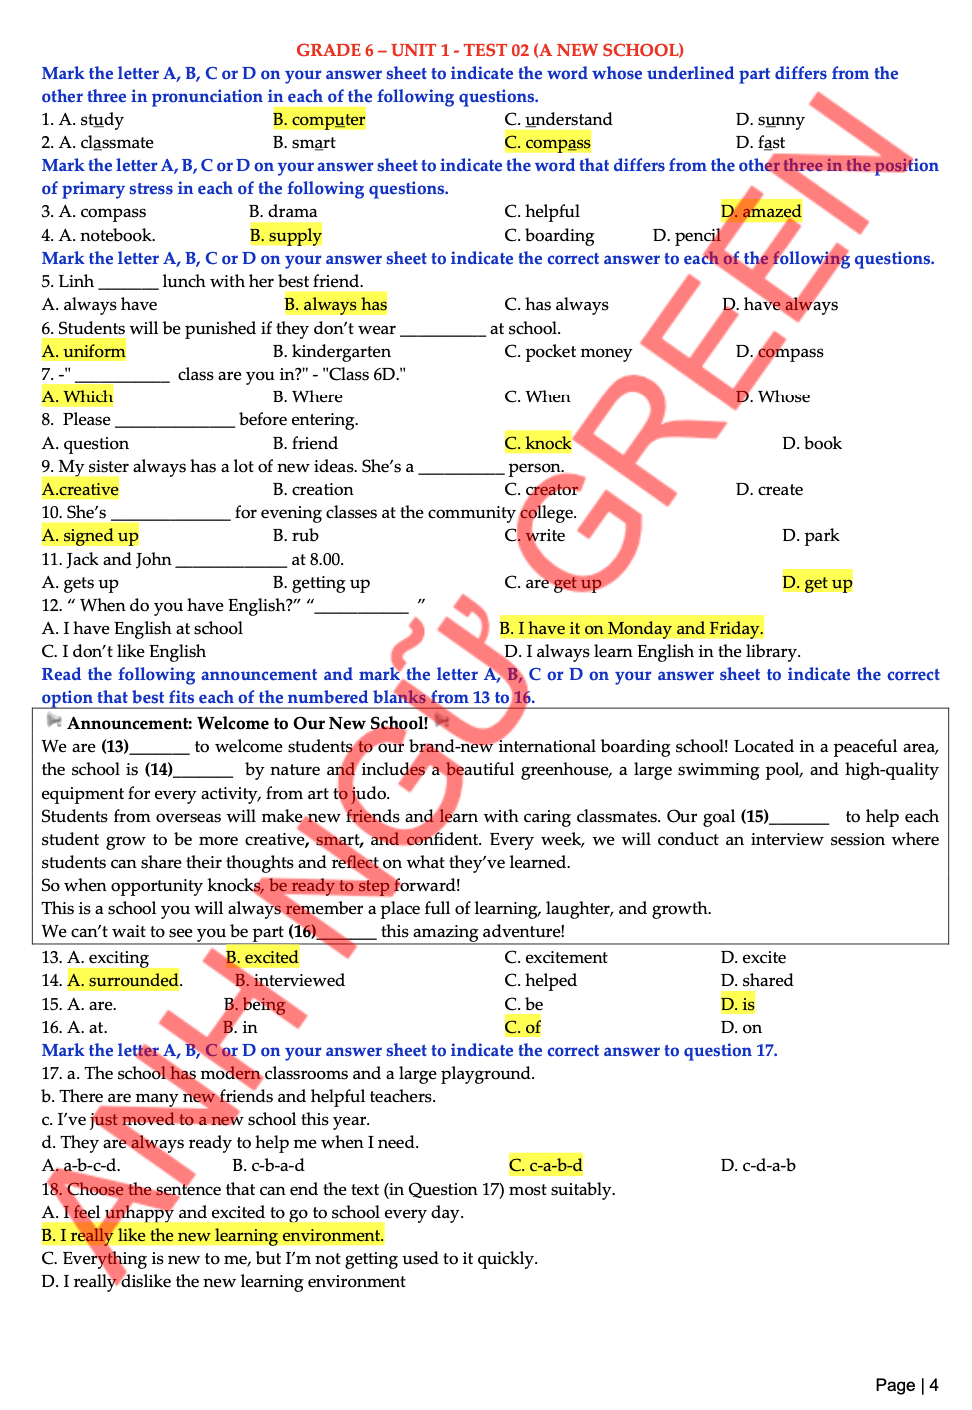 GRADE 6 – UNIT 1 - TEST 02 (A NEW SCHOOL)
Mark the letter A, B, C or D on your answer sheet to indicate the word whose underlined part differs from the
other three in pronunciation in each of the following questions.
1. A. study B. computer C. understand D. sunny
2. A. classmate B. smart C. compass D. fast
Mark the letter A, B, C or D on your answer sheet to indicate the word that differs from the other three in the position
of primary stress in each of the following questions.
3. A. compass B. drama C. helpful D. amazed
4. A. notebook. B. supply C. boarding D. pencil
Mark the letter A, B, C or D on your answer sheet to indicate the correct answer to each of the following questions.
5. Linh _______ lunch with her best friend.
A. always have B. always has C. has always D. have always
6. Students will be punished if they don't wear __________ at school.
A. uniform B. kindergarten C. pocket money D. compass
7. -" ___________ class are you in?" - "Class 6D."
A. Which B. Where C. When D. Whose
8. Please ______________ before entering.
A. question B. friend C. knock D. book
9. My sister always has a lot of new ideas. She's a __________ person.
A.creative B. creation C. creator D. create
10. She's ______________ for evening classes at the community college.
A. signed up B. rub C. write D. park
11. Jack and John _____________ at 8.00.
A. gets up B. getting up C. are get up D. get up
12. “ When do you have English?” “___________ ”
A. I have English at school B. I have it on Monday and Friday.
C. I don't like English D. I always learn English in the library.
Read the following announcement and mark the letter A, B, C or D on your answer sheet to indicate the correct
option that best fits each of the numbered blanks from 13 to 16.
Announcement: Welcome to Our New School!
We are (13)_______ to welcome students to our brand-new international boarding school! Located in a peaceful area,
the school is (14)_______ by nature and includes a beautiful greenhouse, a large swimming pool, and high-quality
equipment for every activity, from art to judo.
Students from overseas will make new friends and learn with caring classmates. Our goal (15)_______ to help each
student grow to be more creative, smart, and confident. Every week, we will conduct an interview session where
students can share their thoughts and reflect on what they've learned.
So when opportunity knocks, be ready to step forward!
This is a school you will always remember a place full of learning, laughter, and growth.
We can't wait to see you be part (16)_______ this amazing adventure!
13. A. exciting B. excited C. excitement D. excite
14. A. surrounded. B. interviewed C. helped D. shared
15. A. are. B. being C. be D. is
16. A. at. B. in C. of D. on
Mark the letter A, B, C or D on your answer sheet to indicate the correct answer to question 17.
17. a. The school has modern classrooms and a large playground.
b. There are many new friends and helpful teachers.
c. I've just moved to a new school this year.
d. They are always ready to help me when I need.
A. a-b-c-d. B. c-b-a-d C. c-a-b-d D. c-d-a-b
18. Choose the sentence that can end the text (in Question 17) most suitably.
A. I feel unhappy and excited to go to school every day.
B. I really like the new learning environment.
C. Everything is new to me, but I'm not getting used to it quickly.
D. I really dislike the new learning environment
ANH NGỮ GREEN
Page | 4